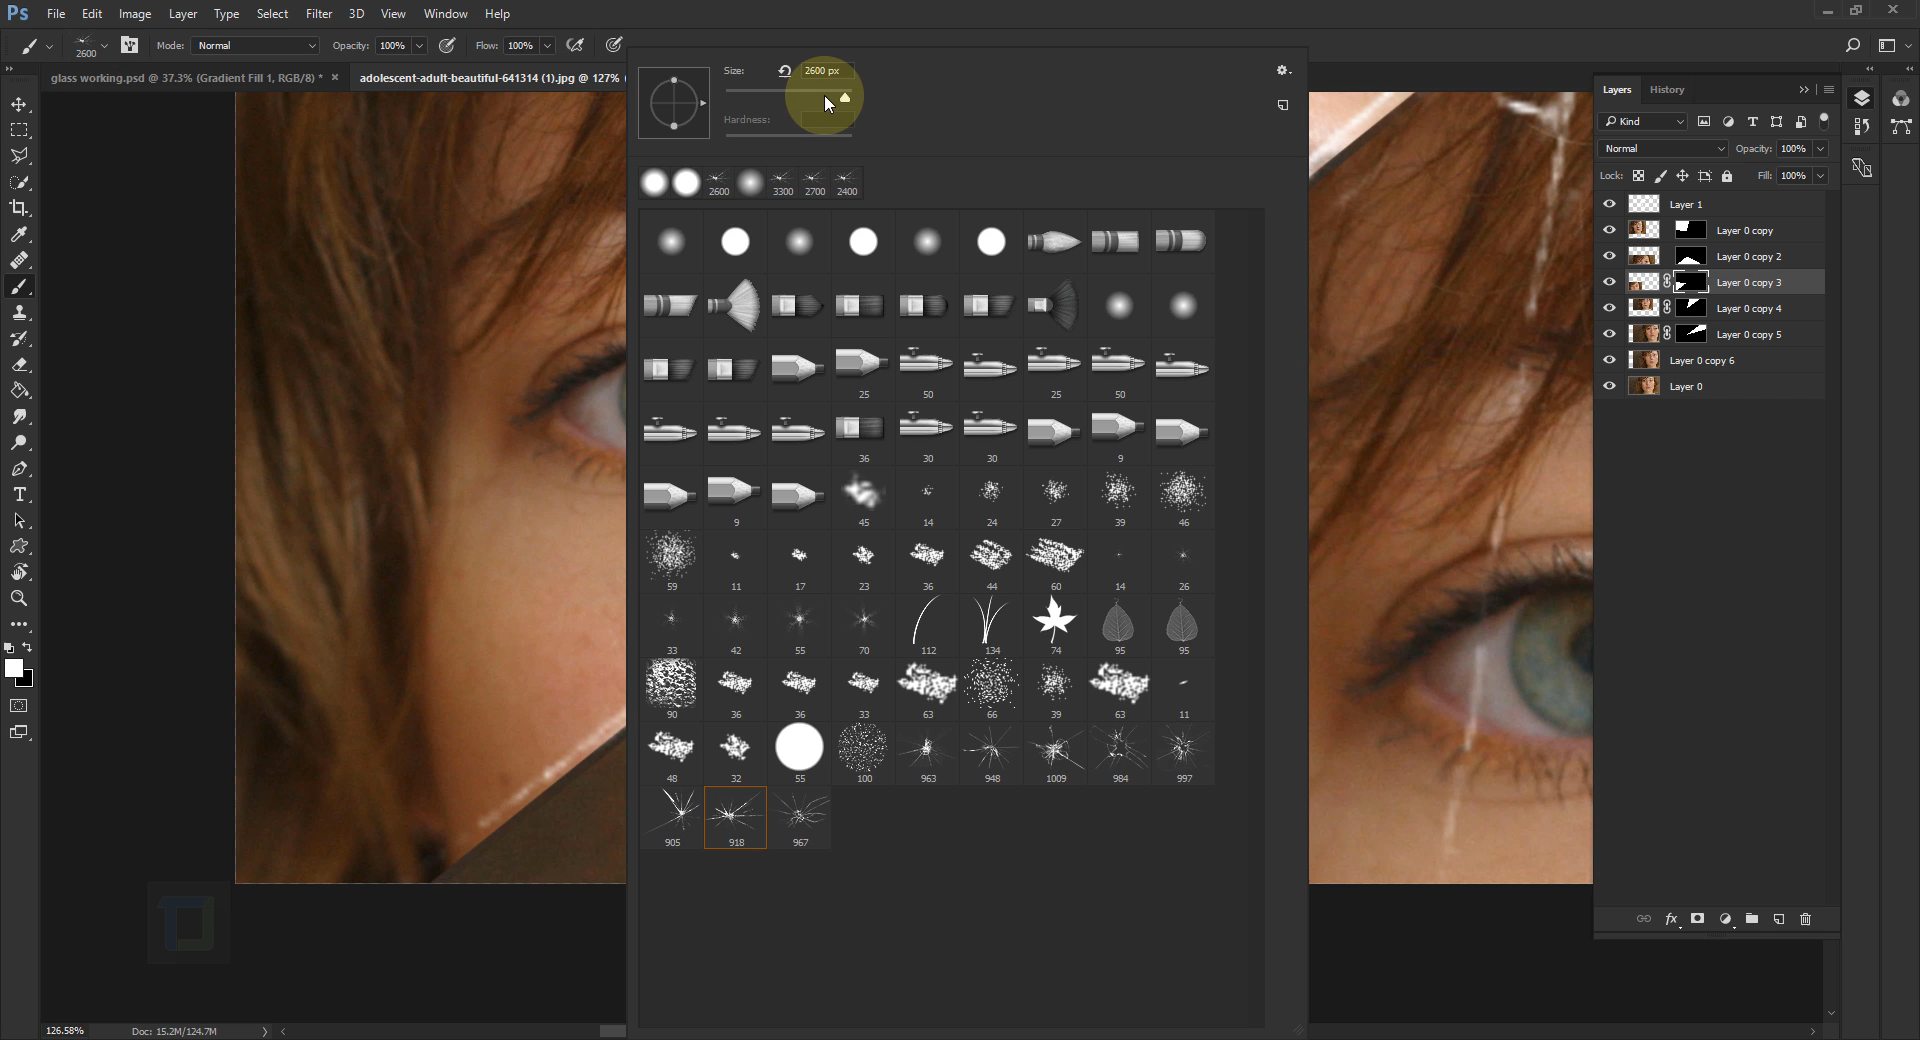 Ps File Edit Image Layer Type Select Filter 3D View Window Help
2600 Mode: Normal Opacity: 100% Flow: 100%
glass working.psd @ 37.3% (Gradient Fill 1, RGB/8) * × adolescent-adult-beautiful-641314 (1).jpg @ 127% (
Size: 2600 px
Hardness:
2600 3300 2700 2400
25 50 25 50
36 30 30 9
9 45 14 24 27 39 46
59 11 17 23 36 44 60 14 26
33 42 55 70 112 134 74 95 95
90 36 36 33 63 66 39 63 11
48 32 55 100 963 948 1009 984 997
905 918 967
Layers History
Kind
Normal Opacity: 100%
Lock: Fill: 100%
Layer 1
Layer 0 copy
Layer 0 copy 2
Layer 0 copy 3
Layer 0 copy 4
Layer 0 copy 5
Layer 0 copy 6
Layer 0
fx
126.58% Doc: 15.2M/124.7M